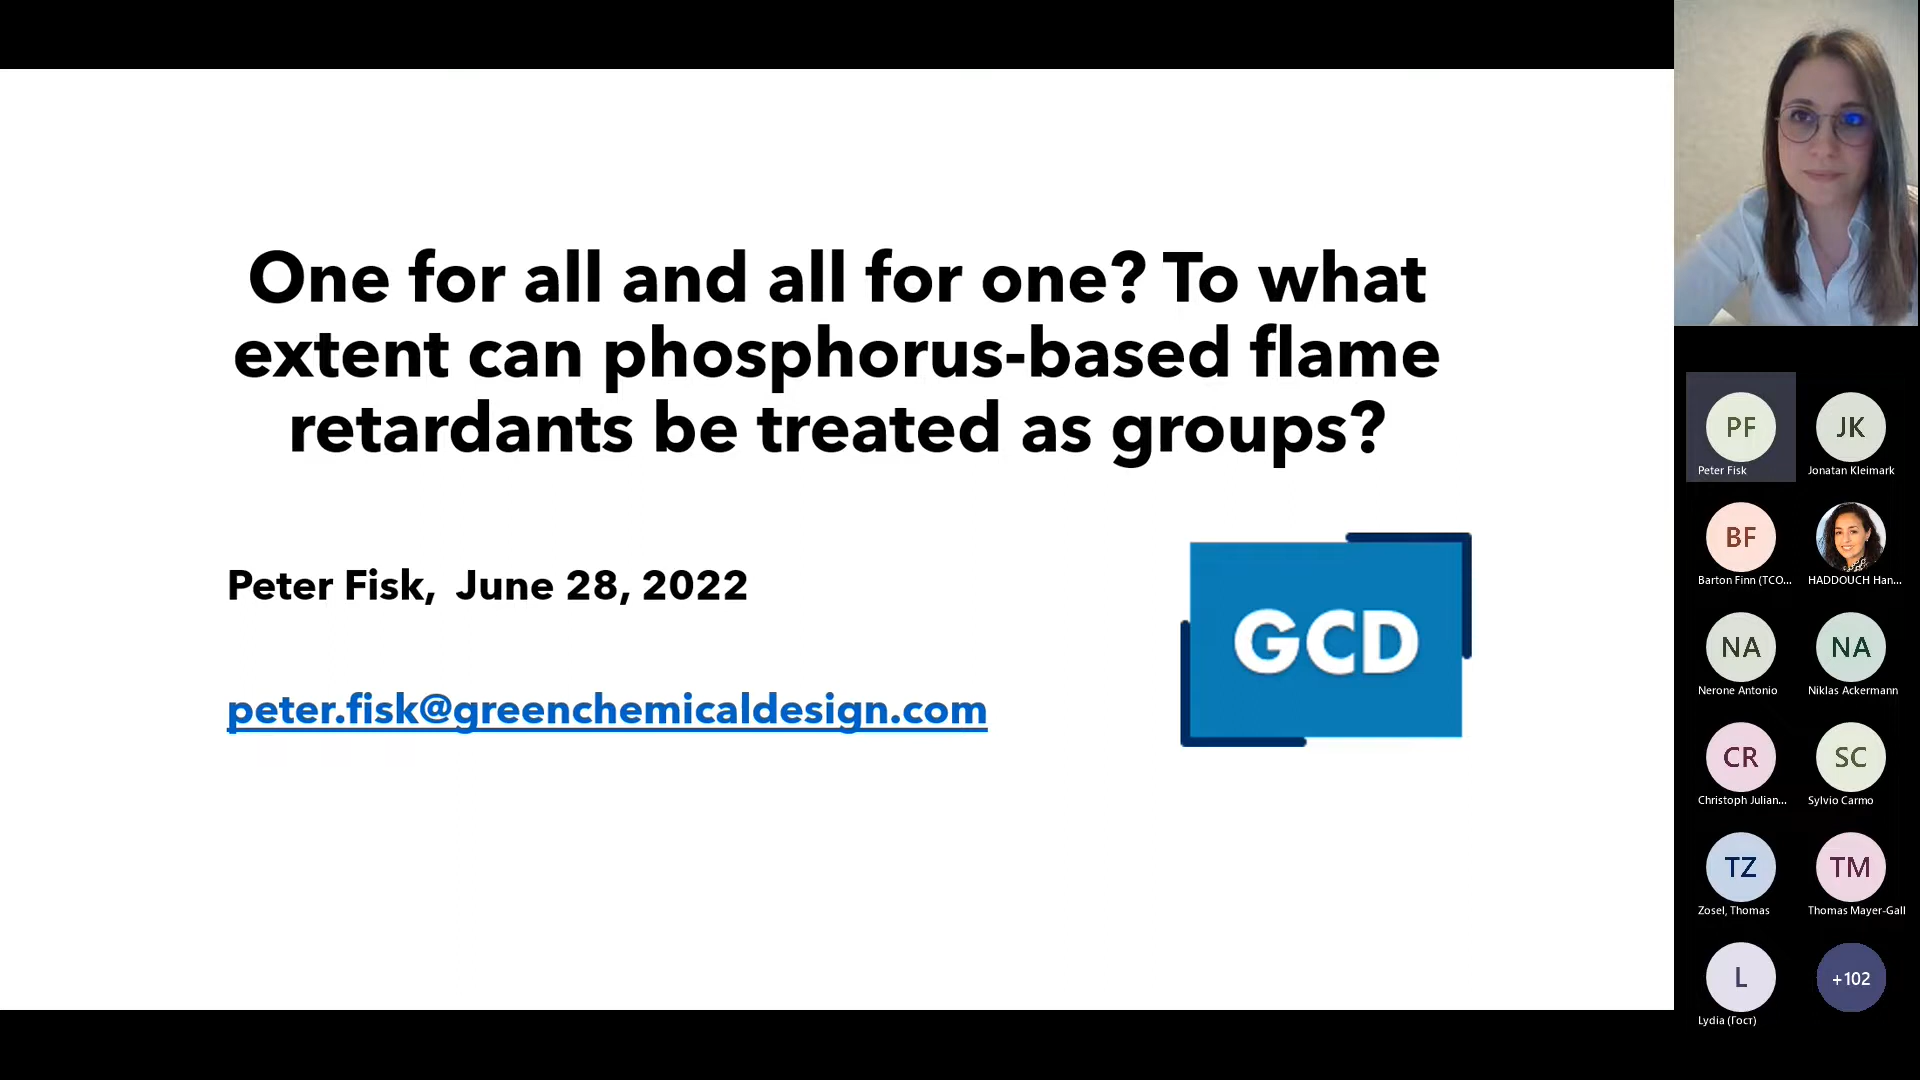 One for all and all for one? To what
extent can phosphorus-based flame
retardants be treated as groups?
Peter Fisk, June 28, 2022
peter.fisk@greenchemicaldesign.com
GCD
PF
Peter Fisk
JK
Jonatan Kleimark
BF
Barton Finn (TCO...
HADDOUCH Han...
NA
Nerone Antonio
NA
Niklas Ackermann
CR
Christoph Julian...
SC
Sylvio Carmo
TZ
Zosel, Thomas
TM
Thomas Mayer-Gall
L
Lydia (Гост)
+102